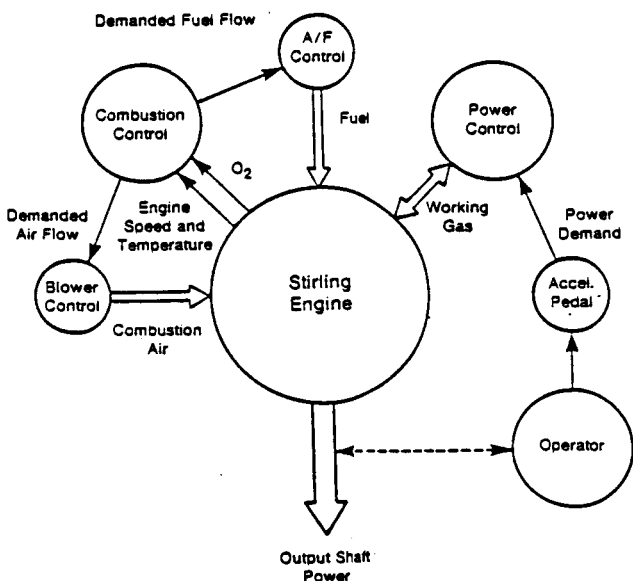 Demanded Fuel Flow
A/F
Control
Combustion
Control
Fuel
Power
Control
O2
Engine
Speed and
Temperature
Working
Gas
Demanded
Air Flow
Power
Demand
Blower
Control
Combustion
Air
Stirling
Engine
Accel.
Pedal
Operator
Output Shaft
Power